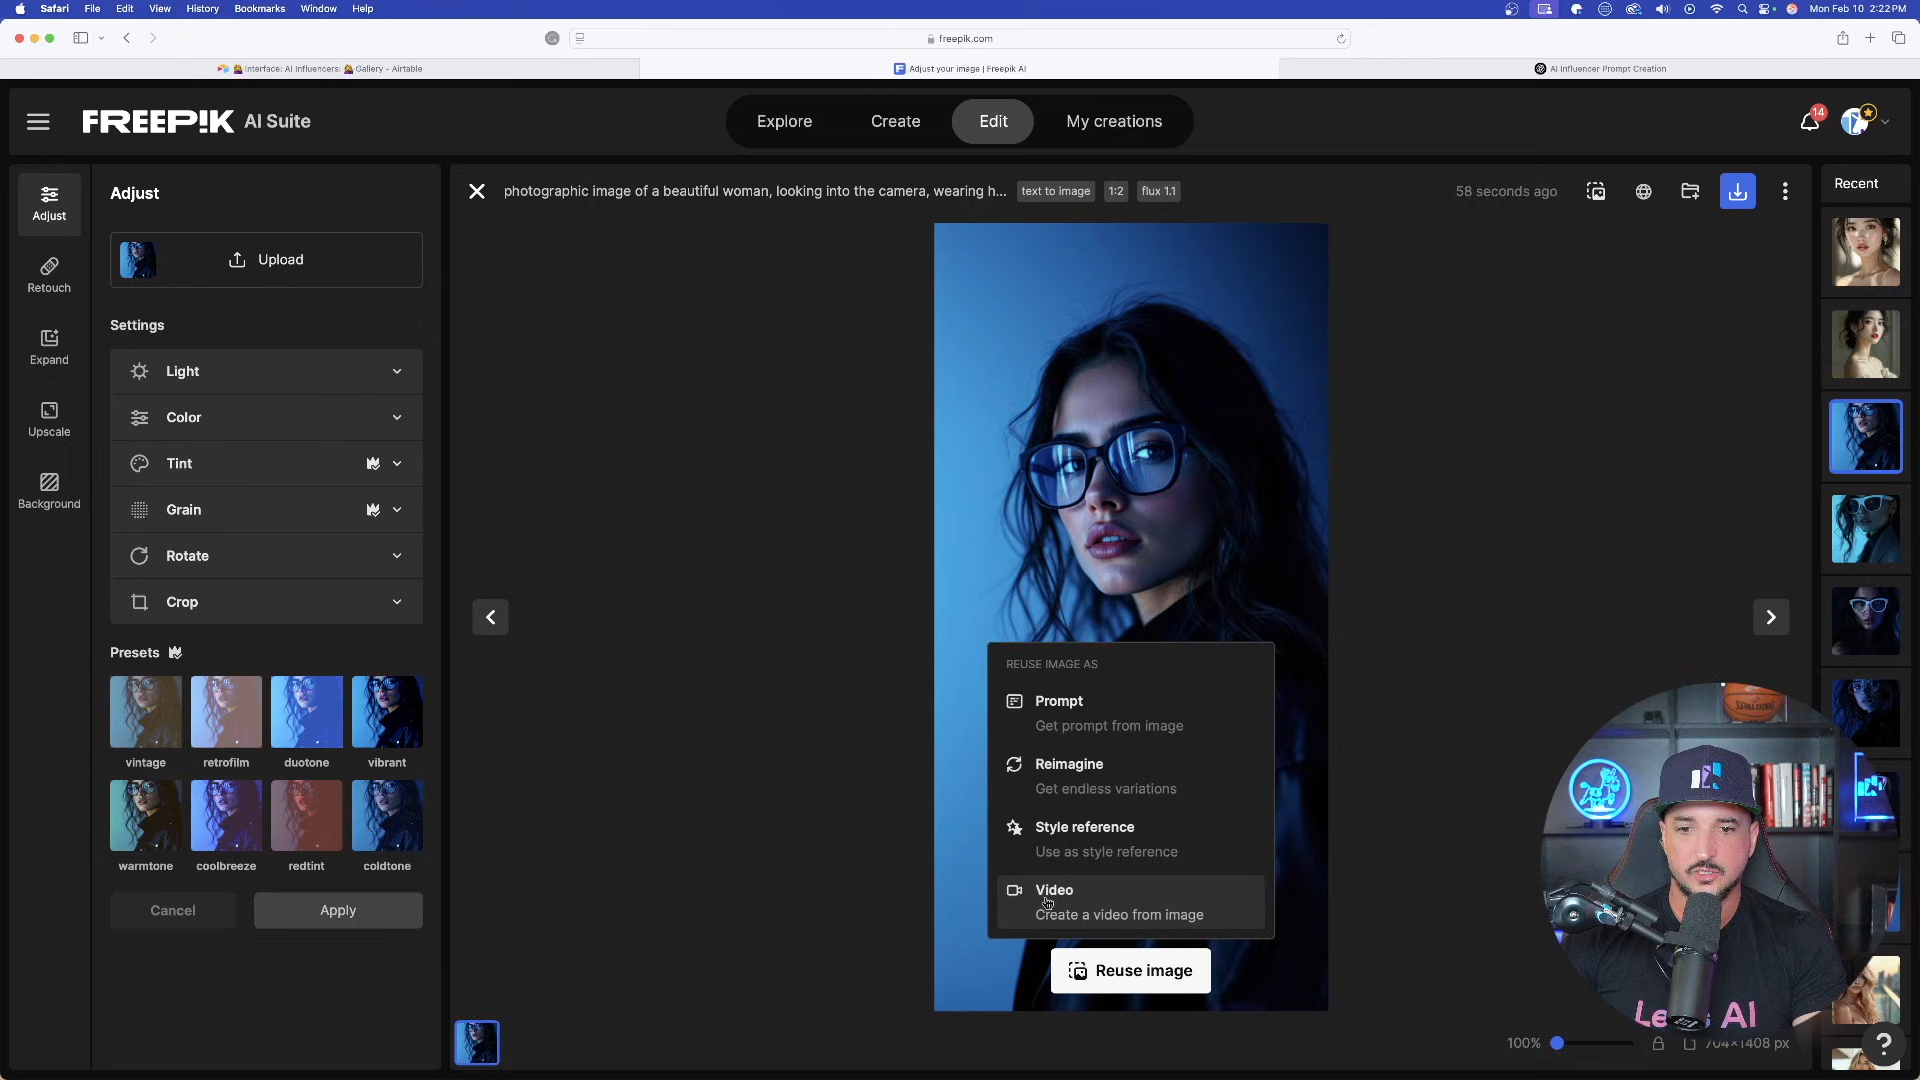 Safari File Edit View History Bookmarks Window Help
Mon Feb 10 2:22 PM
freepik.com
Interface: AI Influencers: Gallery – Airtable
Adjust your image | Freepik AI
AI Influencer Prompt Creation
FREEPIK AI Suite
Explore Create Edit My creations
14
Adjust
Retouch
Expand
Upscale
Background
Adjust
Upload
Settings
Light
Color
Tint
Grain
Rotate
Crop
Presets
vintage retrofilm duotone vibrant
warmtone coolbreeze redtint coldtone
Cancel Apply
photographic image of a beautiful woman, looking into the camera, wearing h... text to image 1:2 flux 1.1
58 seconds ago
REUSE IMAGE AS
Prompt
Get prompt from image
Reimagine
Get endless variations
Style reference
Use as style reference
Video
Create a video from image
Reuse image
Recent
SPALDING
AI
100%
704×1408 px
?